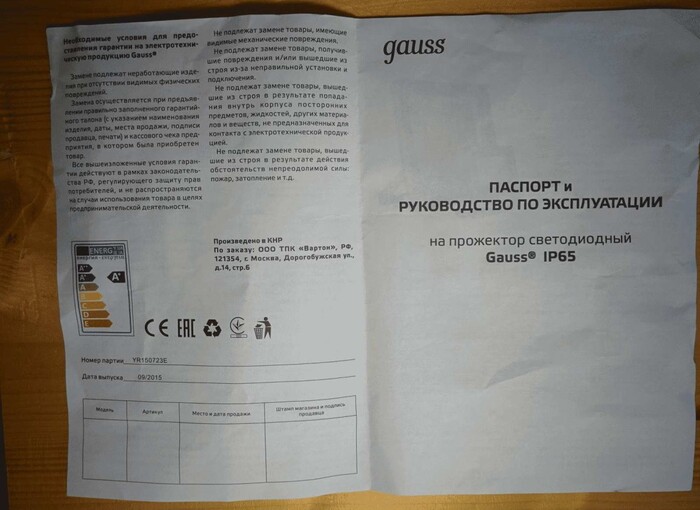 Необходимые условия для предо-
ставления гарантии на электротехни-
ческую продукцию Gauss®
Замене подлежат неработающие изде-
лия при отсутствии видимых физических
повреждений.
Замена осуществляется при предъяв-
лении правильно заполненного гарантий-
ного талона (с указанием наименования
изделия, даты, места продажи, подписи
продавца, печати) и кассового чека пред-
приятия, в котором был приобретен
товар.
Все вышеизложенные условия гаран-
тии действуют в рамках законодатель-
ства РФ, регулирующего защиту прав
потребителей, и не распространяются
на случаи использования товара в целях
предпринимательской деятельности.
Не подлежат замене товары, имеющие
видимые механические повреждения.
Не подлежат замене товары, получив-
шие повреждения и/или вышедшие из
строя из-за неправильной установки и
подключения.
Не подлежат замене товары, вышед-
шие из строя в результате попада-
ния внутрь корпуса посторонних
предметов, жидкостей, других материа-
лов и веществ, не предназначенных для
контакта с электротехнической продук-
цией.
Не подлежат замене товары, вышед-
шие из строя в результате действия
обстоятельств непреодолимой силы:
пожар, затопление и т.д.
ENERG
A++
A+
A
B
C
D
E
A+
Произведено в КНР
По заказу: ООО ТПК «Вартон», РФ,
121354, г. Москва, Дорогобужская ул.,
д.14, стр.6
CE EAC
Номер партии YR150723E
Дата выпуска 09/2015
Модель Артикул Место и дата продажи Штамп магазина и подпись
продавца
gauss
ПАСПОРТ и
РУКОВОДСТВО ПО ЭКСПЛУАТАЦИИ
на прожектор светодиодный
Gauss® IP65